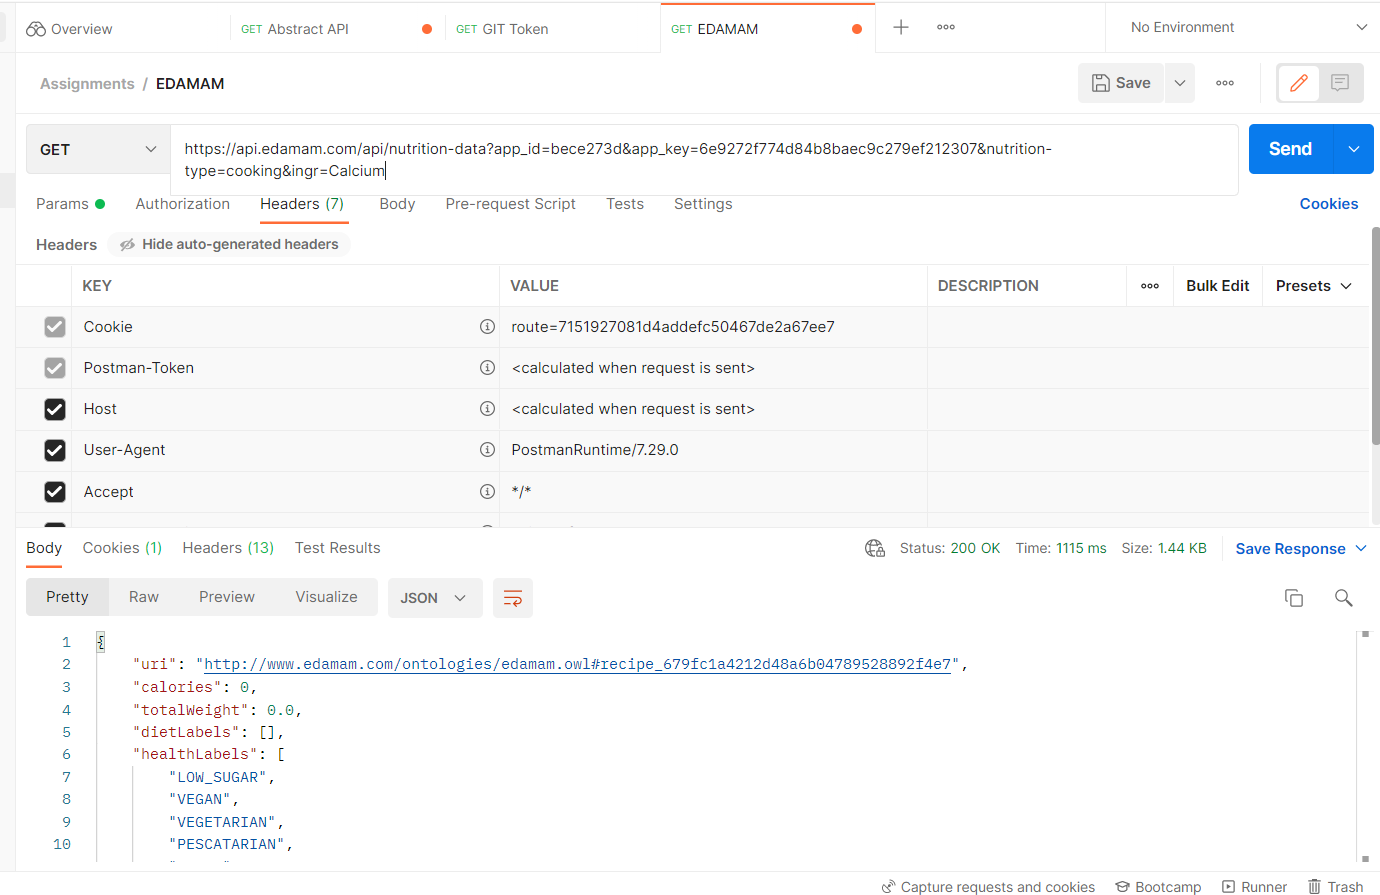 Overview GET Abstract API GET GIT Token GET EDAMAM No Environment
Assignments / EDAMAM Save
GET https://api.edamam.com/api/nutrition-data?app_id=bece273d&app_key=6e9272f774d84b8baec9c279ef212307&nutrition-
type=cooking&ingr=Calcium Send
Params Authorization Headers (7) Body Pre-request Script Tests Settings Cookies
Headers Hide auto-generated headers
KEY VALUE DESCRIPTION Bulk Edit Presets
Cookie route=7151927081d4addefc50467de2a67ee7
Postman-Token <calculated when request is sent>
Host <calculated when request is sent>
User-Agent PostmanRuntime/7.29.0
Accept */*
Body Cookies (1) Headers (13) Test Results Status: 200 OK Time: 1115 ms Size: 1.44 KB Save Response
Pretty Raw Preview Visualize JSON
1 {
2 "uri": "http://www.edamam.com/ontologies/edamam.owl#recipe_679fc1a4212d48a6b04789528892f4e7",
3 "calories": 0,
4 "totalWeight": 0.0,
5 "dietLabels": [],
6 "healthLabels": [
7 "LOW_SUGAR",
8 "VEGAN",
9 "VEGETARIAN",
10 "PESCATARIAN",
Capture requests and cookies Bootcamp Runner Trash